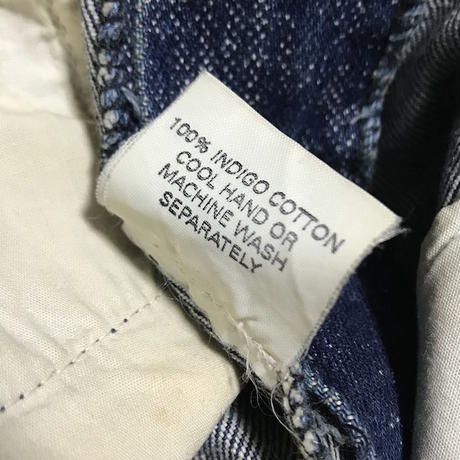 100% INDIGO COTTON
COOL HAND OR
MACHINE WASH
SEPARATELY